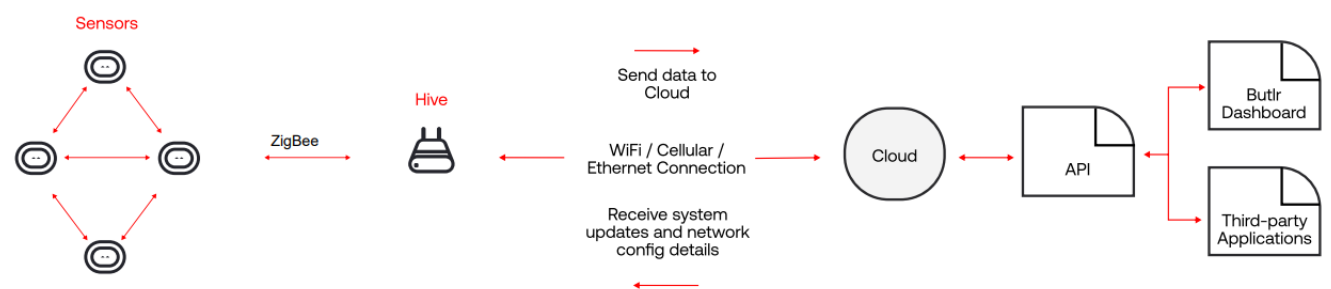 Sensors
ZigBee
Hive
Send data to
Cloud
WiFi / Cellular /
Ethernet Connection
Receive system
updates and network
config details
Cloud
API
Butlr
Dashboard
Third-party
Applications